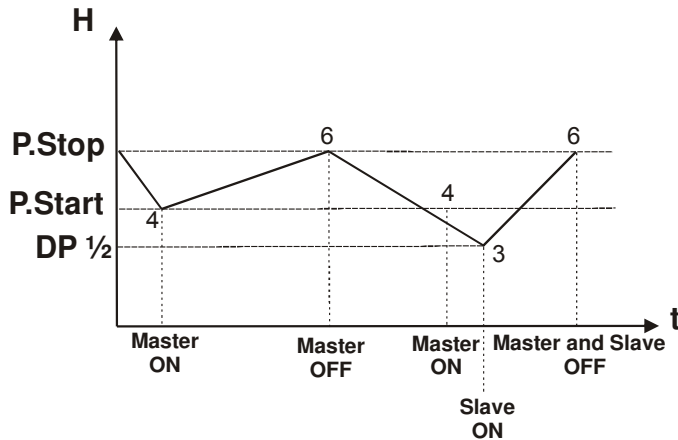 H
6
6
P.Stop
P.Start
4
4
DP ½
3
t
Master
ON
Master
OFF
Master
ON
Master and Slave
OFF
Slave
ON